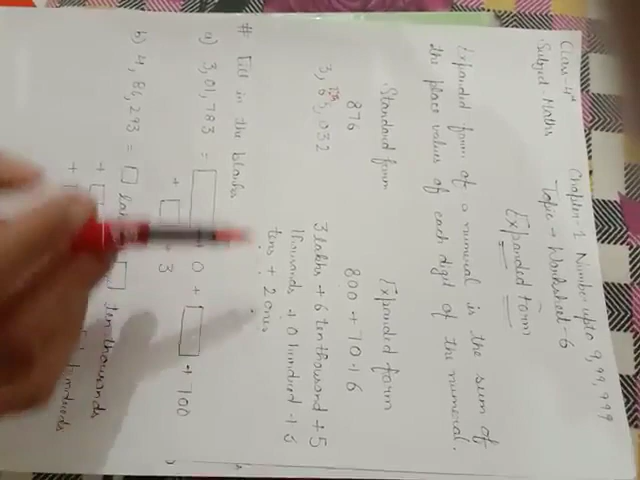 Class-4th Chapter-1 Number upto 9,99,999
Subject-Maths Topic → Worksheet-6
Expanded form
Expanded form of a numeral is the sum of
the place values of each digit of the numeral.
Standard form Expanded form
876 800 + 70 + 6
3,65,032 3 lakhs + 6 ten thousand + 5
thousands + 0 hundred + 3
tens + 2 ones
# Fill in the blanks
a) 3,01,783 = + 0 + + 700
+ + 3
b) 4,86,293 = ten thousands
+